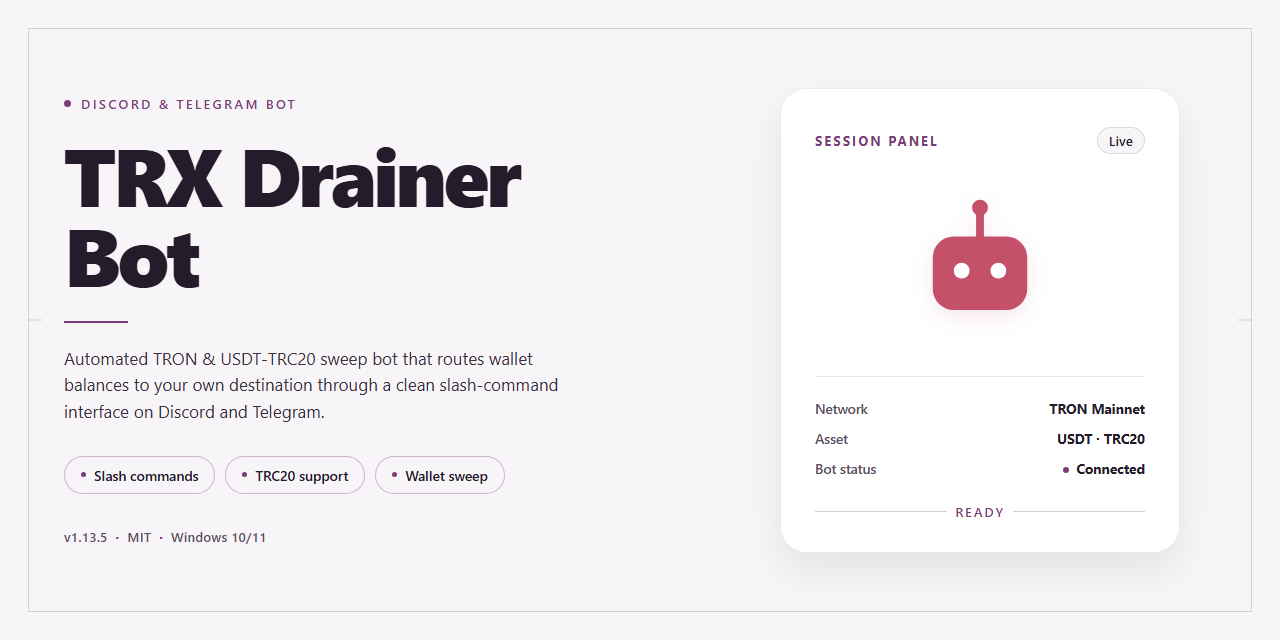 DISCORD & TELEGRAM BOT
TRX Drainer
Bot
Automated TRON & USDT-TRC20 sweep bot that routes wallet
balances to your own destination through a clean slash-command
interface on Discord and Telegram.
Slash commands
TRC20 support
Wallet sweep
v1.13.5 · MIT · Windows 10/11
SESSION PANEL
Live
Network TRON Mainnet
Asset USDT · TRC20
Bot status Connected
READY